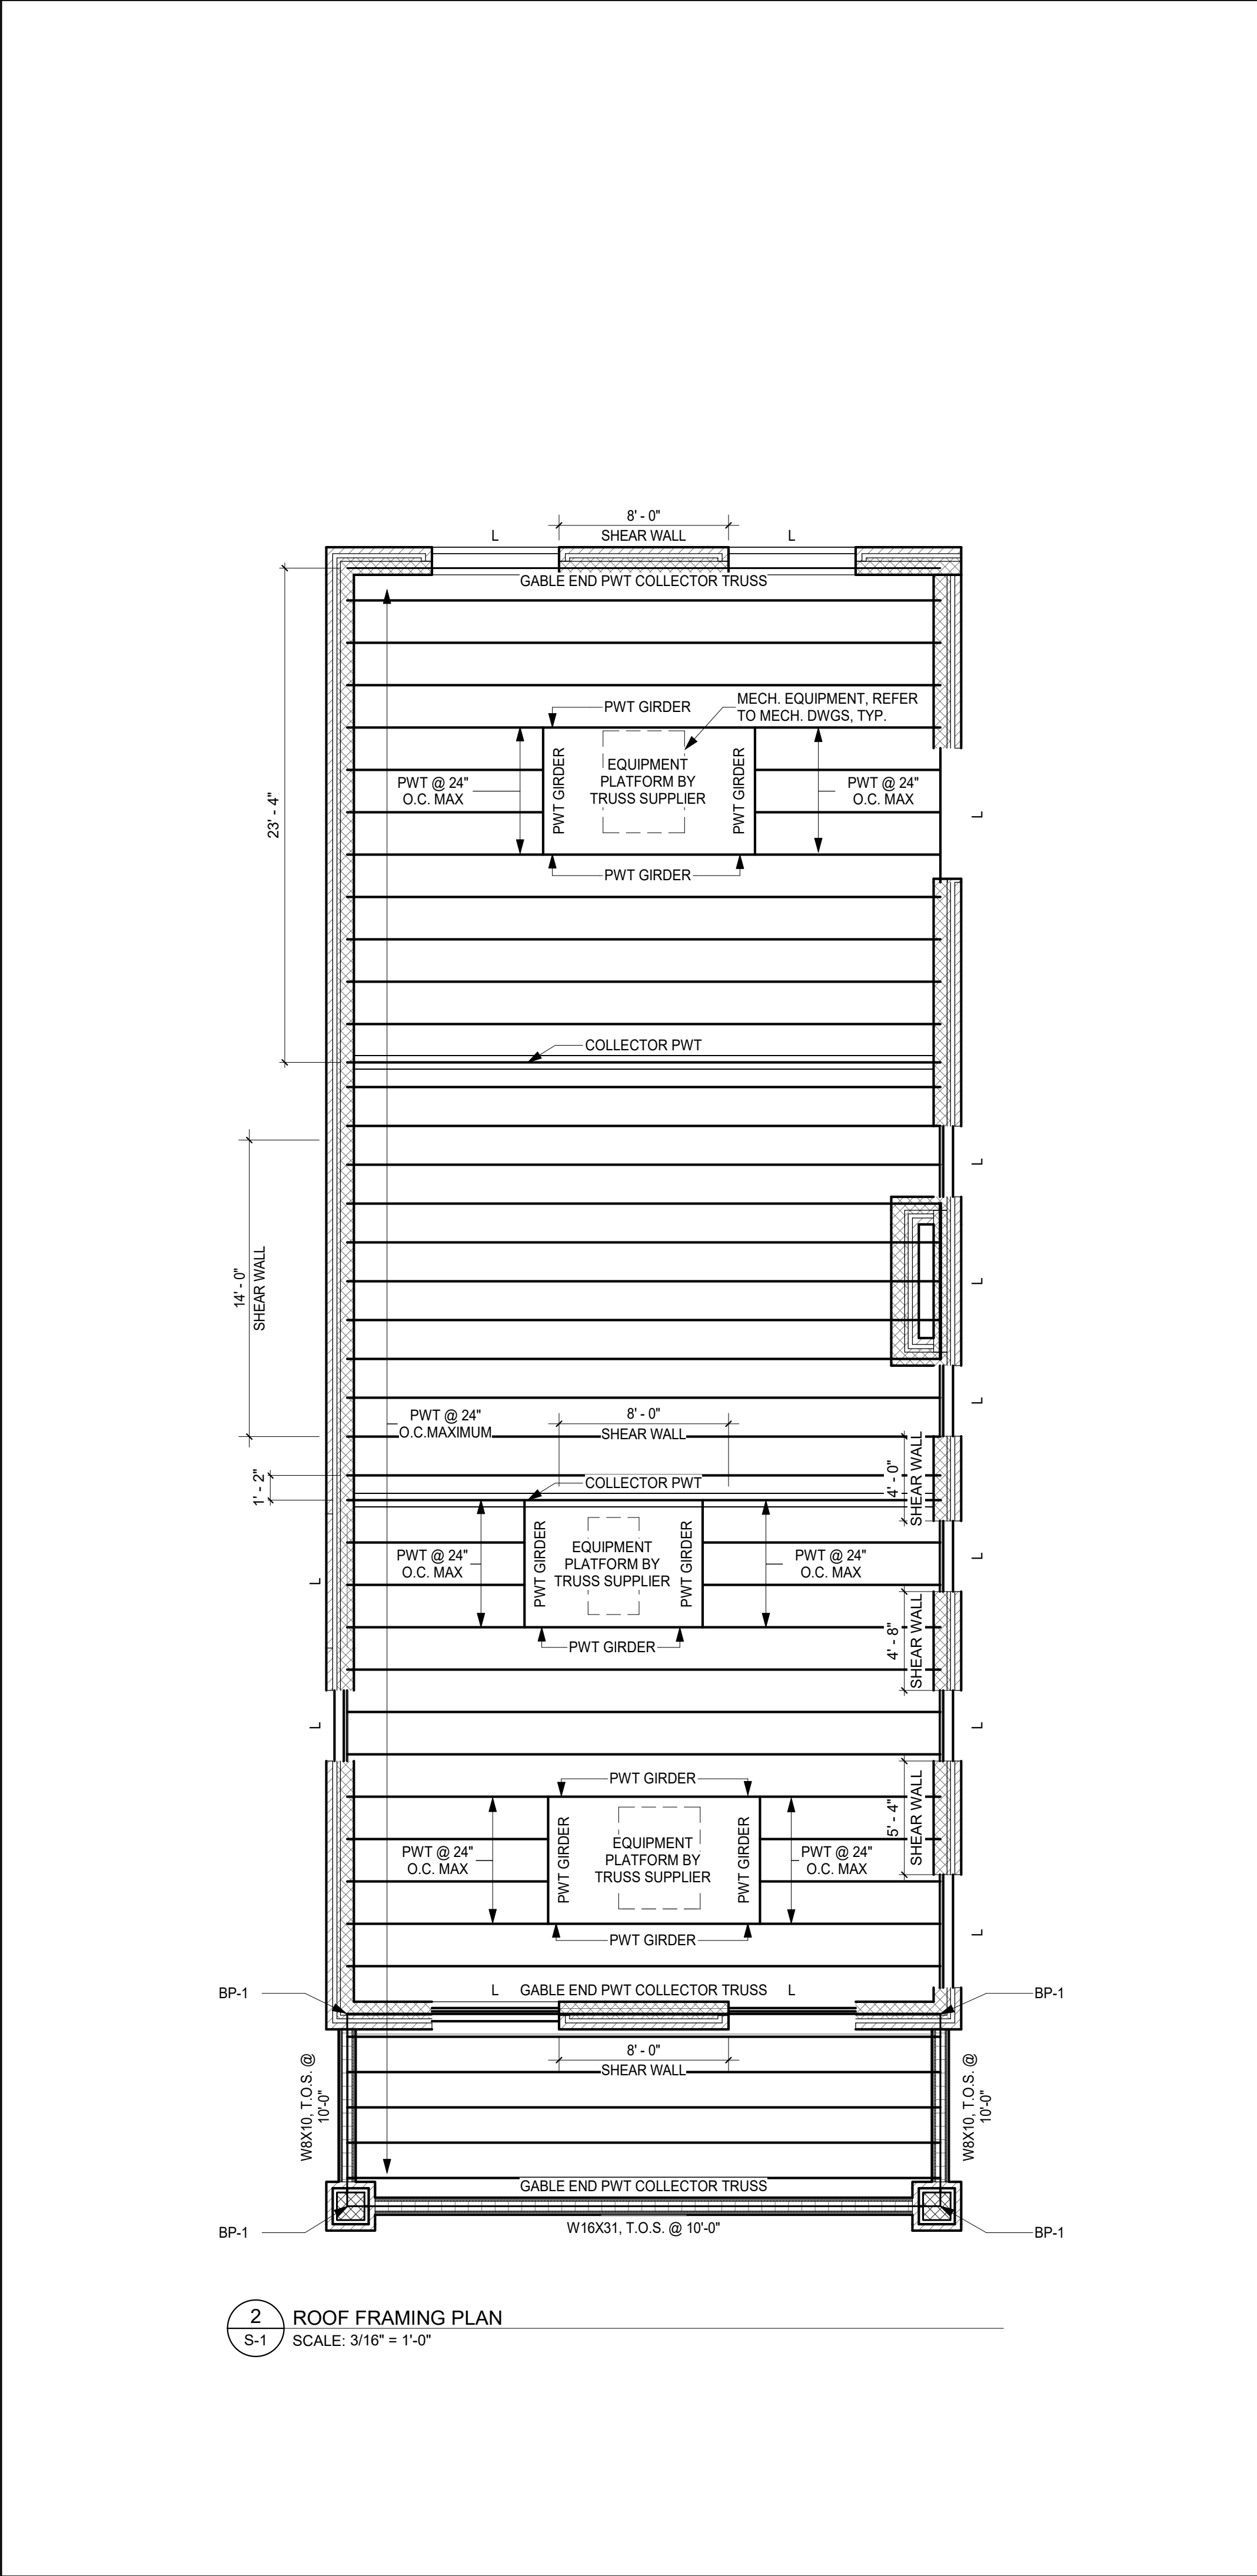 8' - 0"
L
SHEAR WALL
L
GABLE END PWT COLLECTOR TRUSS
23' - 4"
PWT GIRDER
MECH. EQUIPMENT, REFER
TO MECH. DWGS, TYP.
PWT @ 24"
O.C. MAX
PWT GIRDER
EQUIPMENT
PLATFORM BY
TRUSS SUPPLIER
PWT GIRDER
PWT @ 24"
O.C. MAX
L
PWT GIRDER
COLLECTOR PWT
L
14' - 0"
SHEAR WALL
L
L
PWT @ 24"
O.C.MAXIMUM
8' - 0"
SHEAR WALL
4' - 0"
SHEAR WALL
1' - 2"
COLLECTOR PWT
L
PWT @ 24"
O.C. MAX
PWT GIRDER
EQUIPMENT
PLATFORM BY
TRUSS SUPPLIER
PWT GIRDER
PWT @ 24"
O.C. MAX
L
PWT GIRDER
4' - 8"
SHEAR WALL
L
L
PWT GIRDER
PWT @ 24"
O.C. MAX
PWT GIRDER
EQUIPMENT
PLATFORM BY
TRUSS SUPPLIER
PWT GIRDER
PWT @ 24"
O.C. MAX
5' - 4"
SHEAR WALL
PWT GIRDER
L
BP-1
L
GABLE END PWT COLLECTOR TRUSS
L
BP-1
W8X10, T.O.S. @
10'-0"
8' - 0"
SHEAR WALL
W8X10, T.O.S. @
10'-0"
GABLE END PWT COLLECTOR TRUSS
BP-1
W16X31, T.O.S. @ 10'-0"
BP-1
2
S-1
ROOF FRAMING PLAN
SCALE: 3/16" = 1'-0"